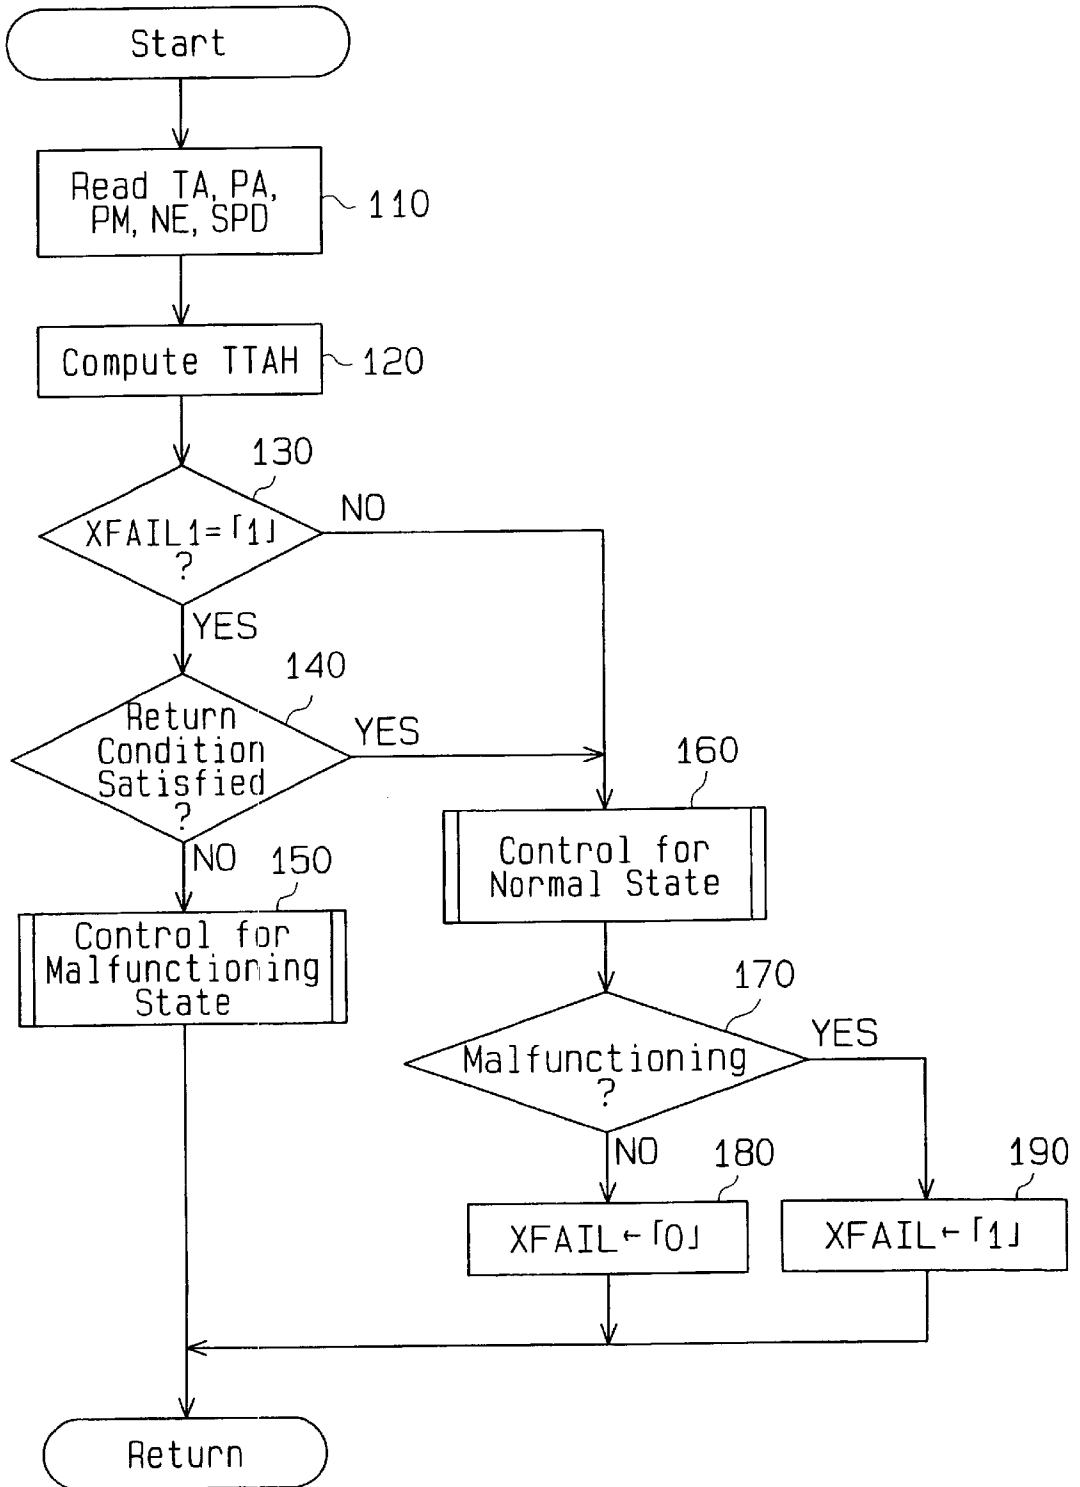 Start
Read TA, PA,
PM, NE, SPD
110
Compute TTAH
120
130
XFAIL1=「1」
?
NO
YES
140
Return
Condition
Satisfied
?
YES
NO
150
Control for
Malfunctioning
State
160
Control for
Normal State
170
Malfunctioning
?
YES
NO
180
XFAIL←「0」
190
XFAIL←「1」
Return